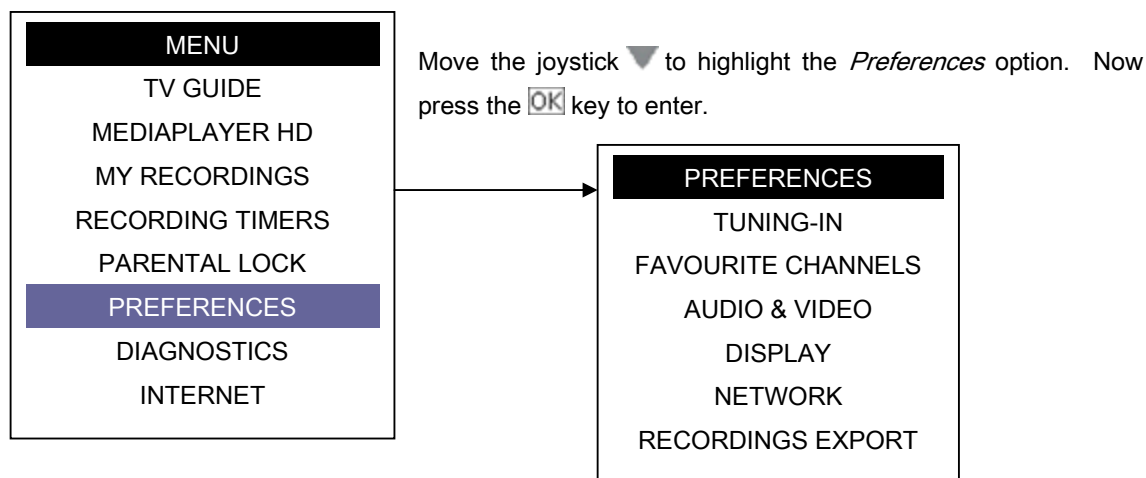 MENU
TV GUIDE
MEDIAPLAYER HD
MY RECORDINGS
RECORDING TIMERS
PARENTAL LOCK
PREFERENCES
DIAGNOSTICS
INTERNET
Move the joystick ▼ to highlight the Preferences option. Now
press the OK key to enter.
PREFERENCES
TUNING-IN
FAVOURITE CHANNELS
AUDIO & VIDEO
DISPLAY
NETWORK
RECORDINGS EXPORT